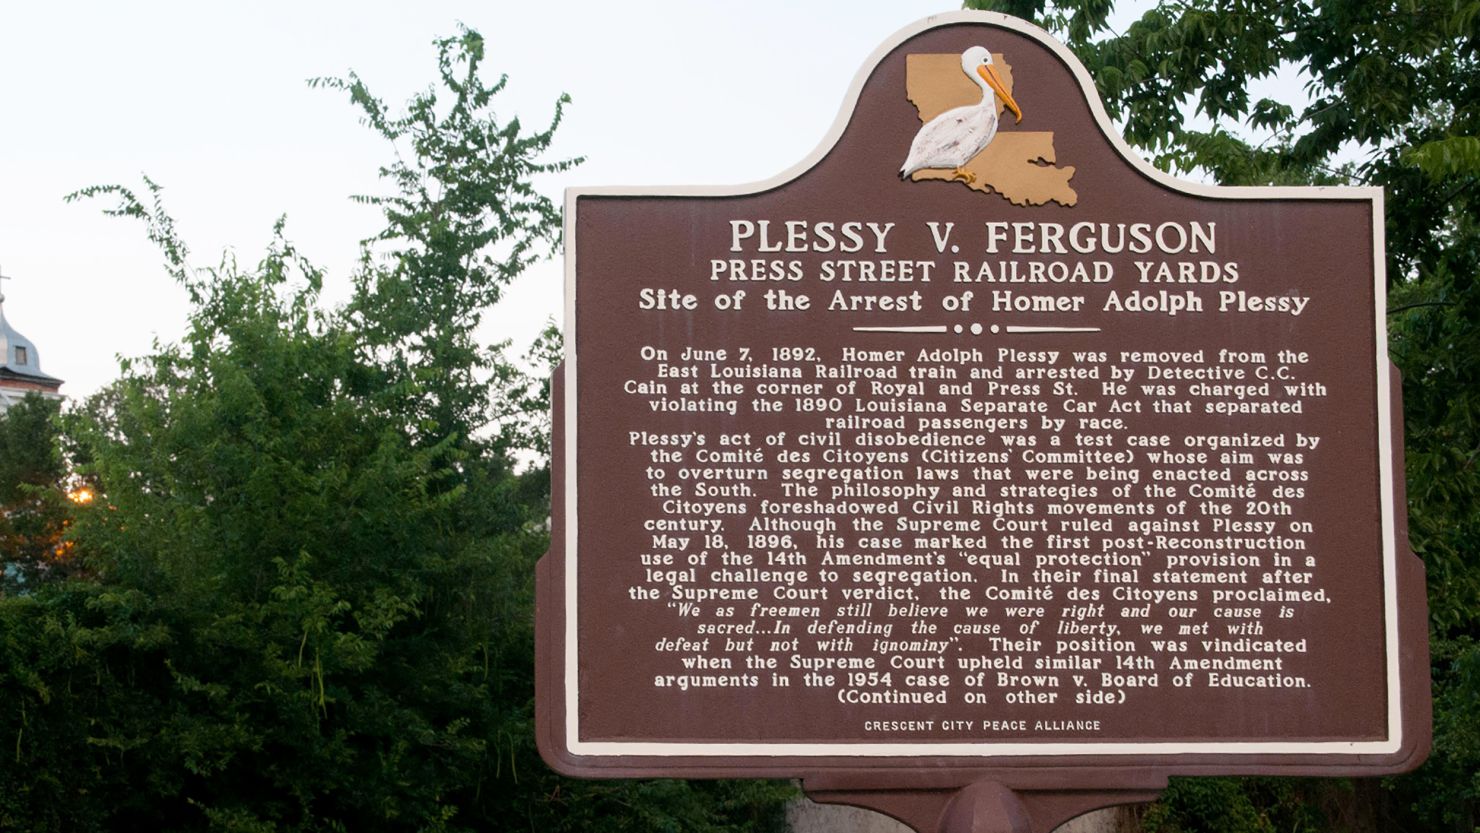 PLESSY V. FERGUSON
PRESS STREET RAILROAD YARDS
Site of the Arrest of Homer Adolph Plessy
On June 7, 1892, Homer Adolph Plessy was removed from the
East Louisiana Railroad train and arrested by Detective C.C.
Cain at the corner of Royal and Press St. He was charged with
violating the 1890 Louisiana Separate Car Act that separated
railroad passengers by race.
Plessy's act of civil disobedience was a test case organized by
the Comité des Citoyens (Citizens' Committee) whose aim was
to overturn segregation laws that were being enacted across
the South. The philosophy and strategies of the Comité des
Citoyens foreshadowed Civil Rights movements of the 20th
century. Although the Supreme Court ruled against Plessy on
May 18, 1896, his case marked the first post-Reconstruction
use of the 14th Amendment's "equal protection" provision in a
legal challenge to segregation. In their final statement after
the Supreme Court verdict, the Comité des Citoyens proclaimed,
"We as freemen still believe we were right and our cause is
sacred...In defending the cause of liberty, we met with
defeat but not with ignominy". Their position was vindicated
when the Supreme Court upheld similar 14th Amendment
arguments in the 1954 case of Brown v. Board of Education.
(Continued on other side)
CRESCENT CITY PEACE ALLIANCE